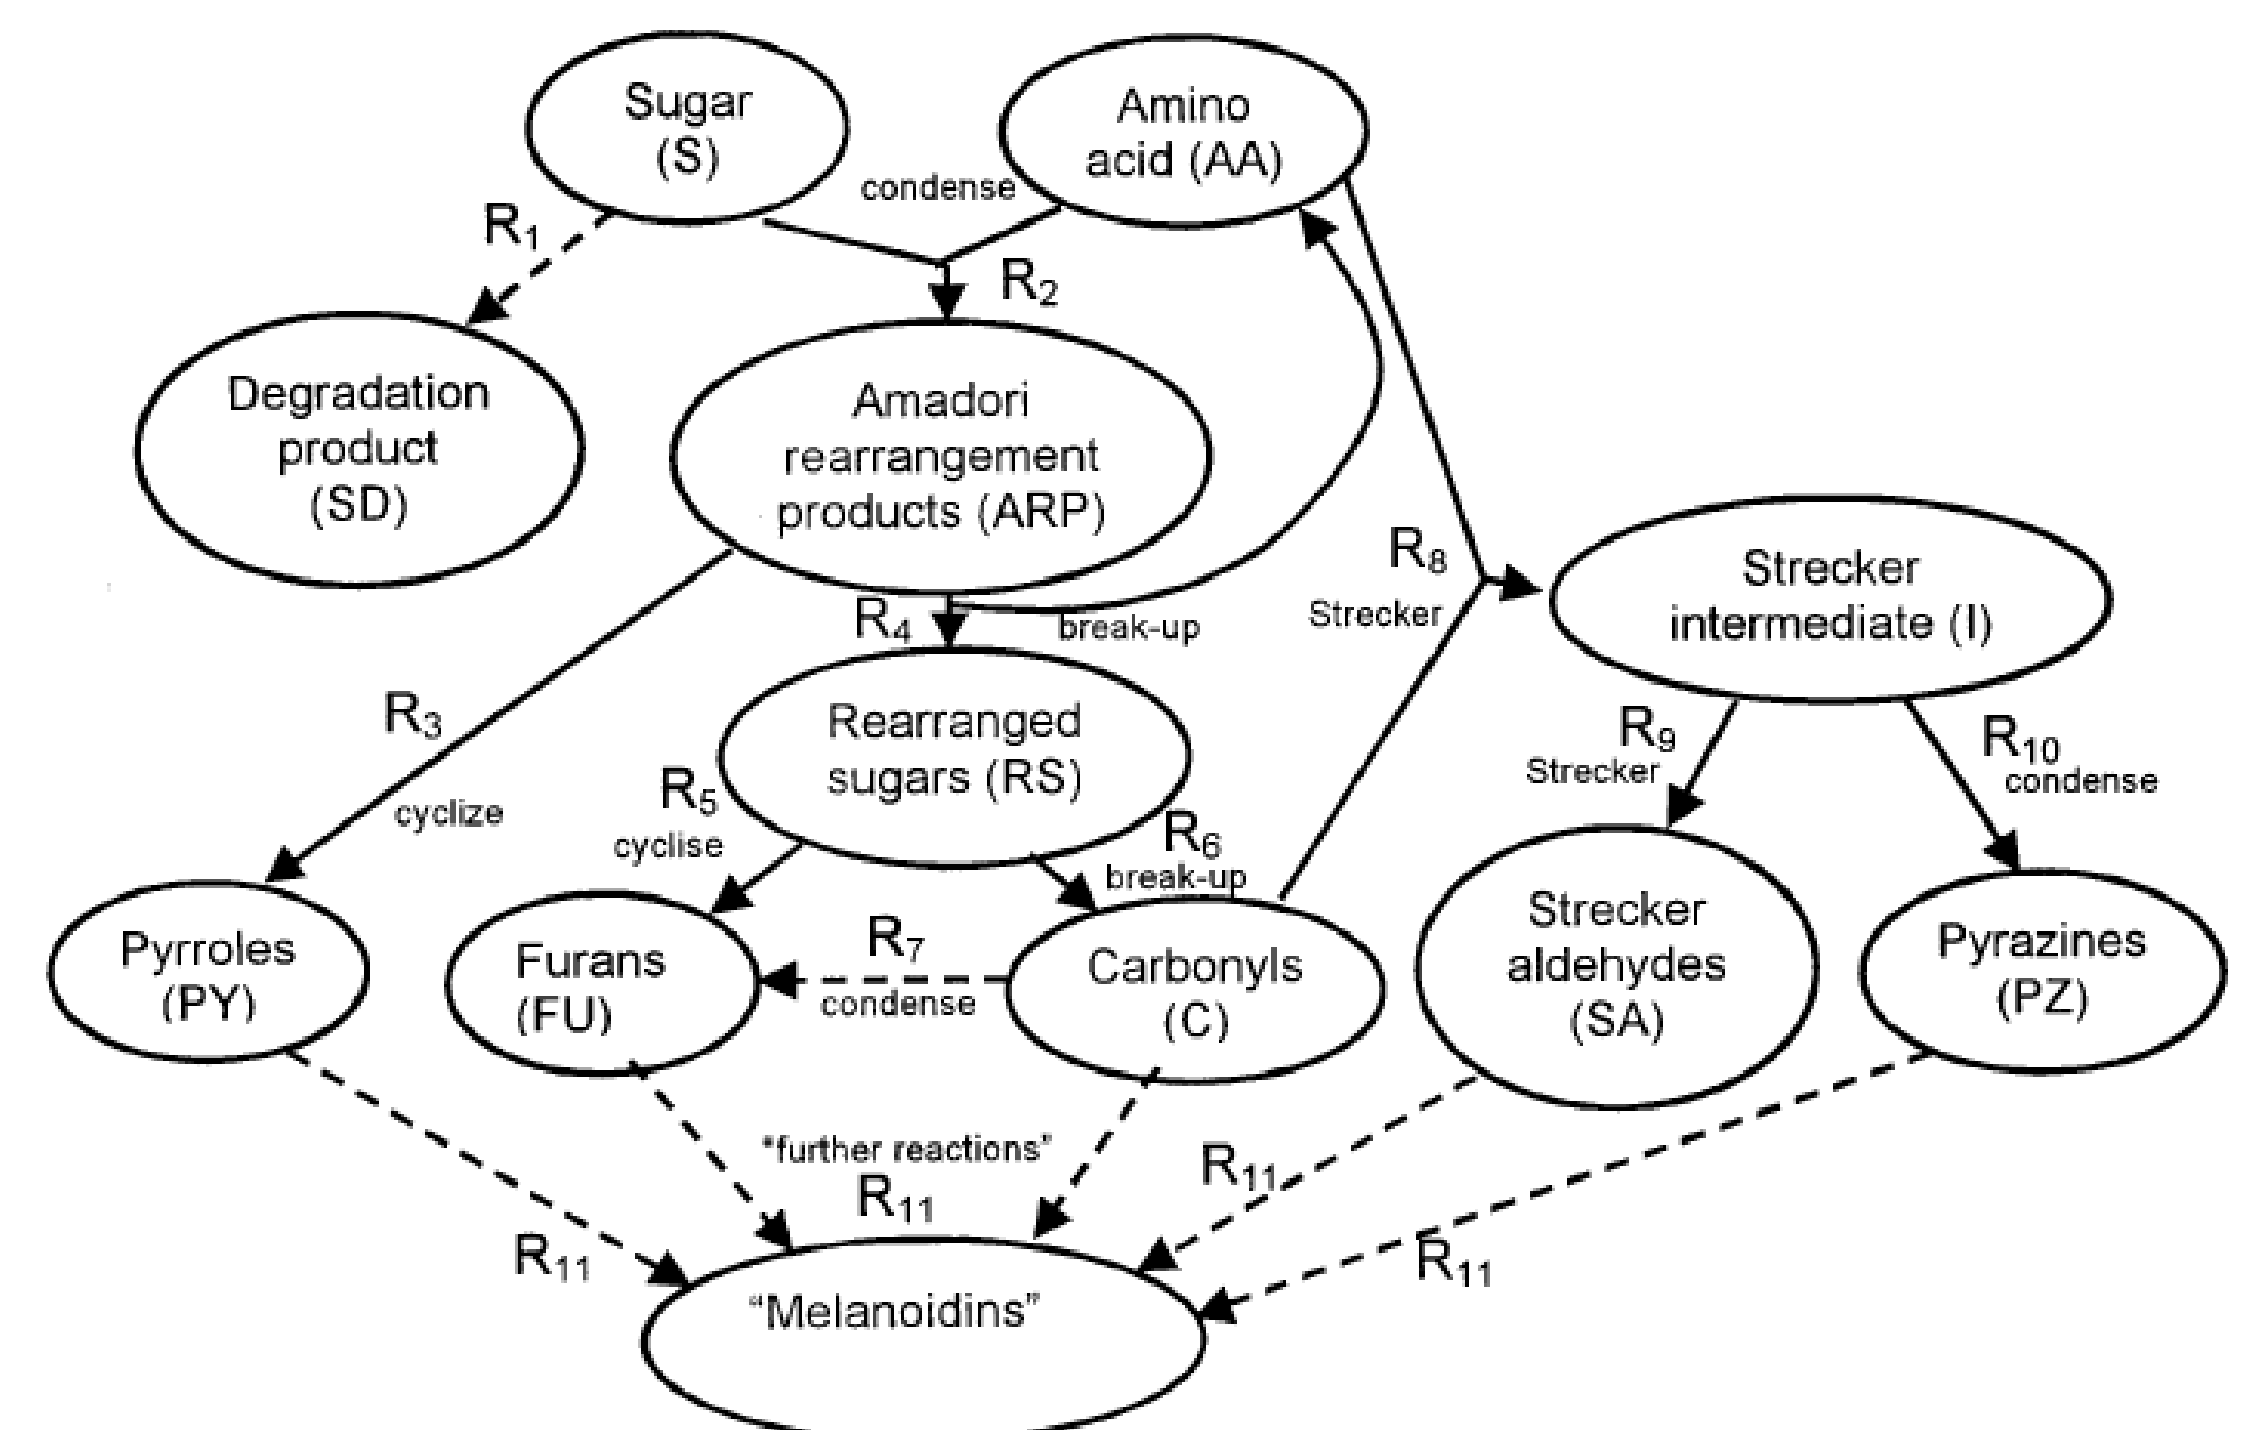 Sugar
(S)
Amino
acid (AA)
condense
R1
R2
Degradation
product
(SD)
Amadori
rearrangement
products (ARP)
R8
Strecker
Strecker
intermediate (I)
R4
break-up
R3
cyclize
Rearranged
sugars (RS)
R5
cyclise
R6
break-up
R9
Strecker
R10
condense
Pyrroles
(PY)
Furans
(FU)
R7
condense
Carbonyls
(C)
Strecker
aldehydes
(SA)
Pyrazines
(PZ)
"further reactions"
R11
R11
R11
R11
“Melanoidins”